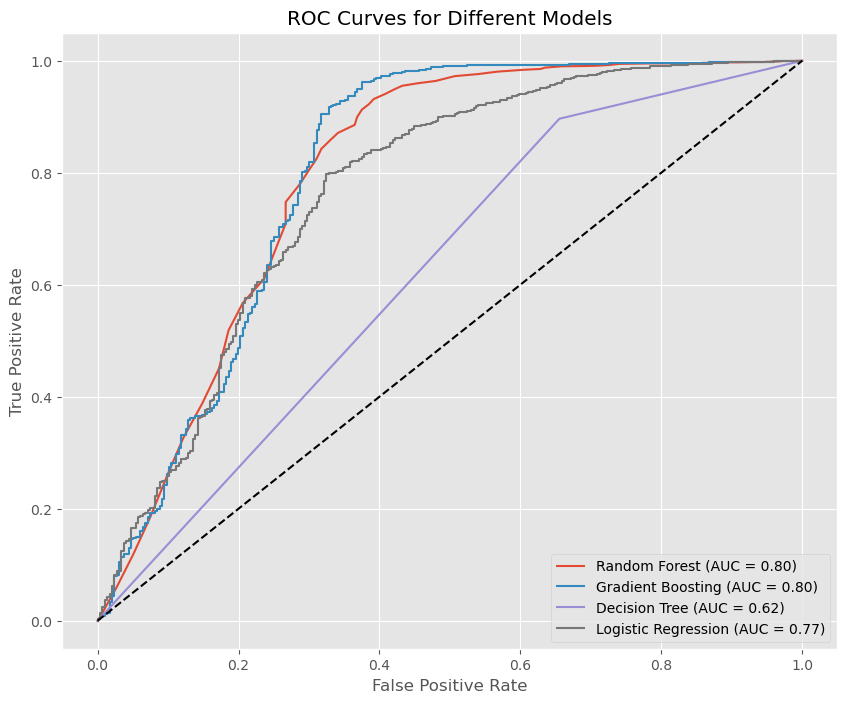 ROC Curves for Different Models
True Positive Rate
1.0
0.8
0.6
0.4
0.2
0.0
0.0 0.2 0.4 0.6 0.8 1.0
False Positive Rate
Random Forest (AUC = 0.80)
Gradient Boosting (AUC = 0.80)
Decision Tree (AUC = 0.62)
Logistic Regression (AUC = 0.77)